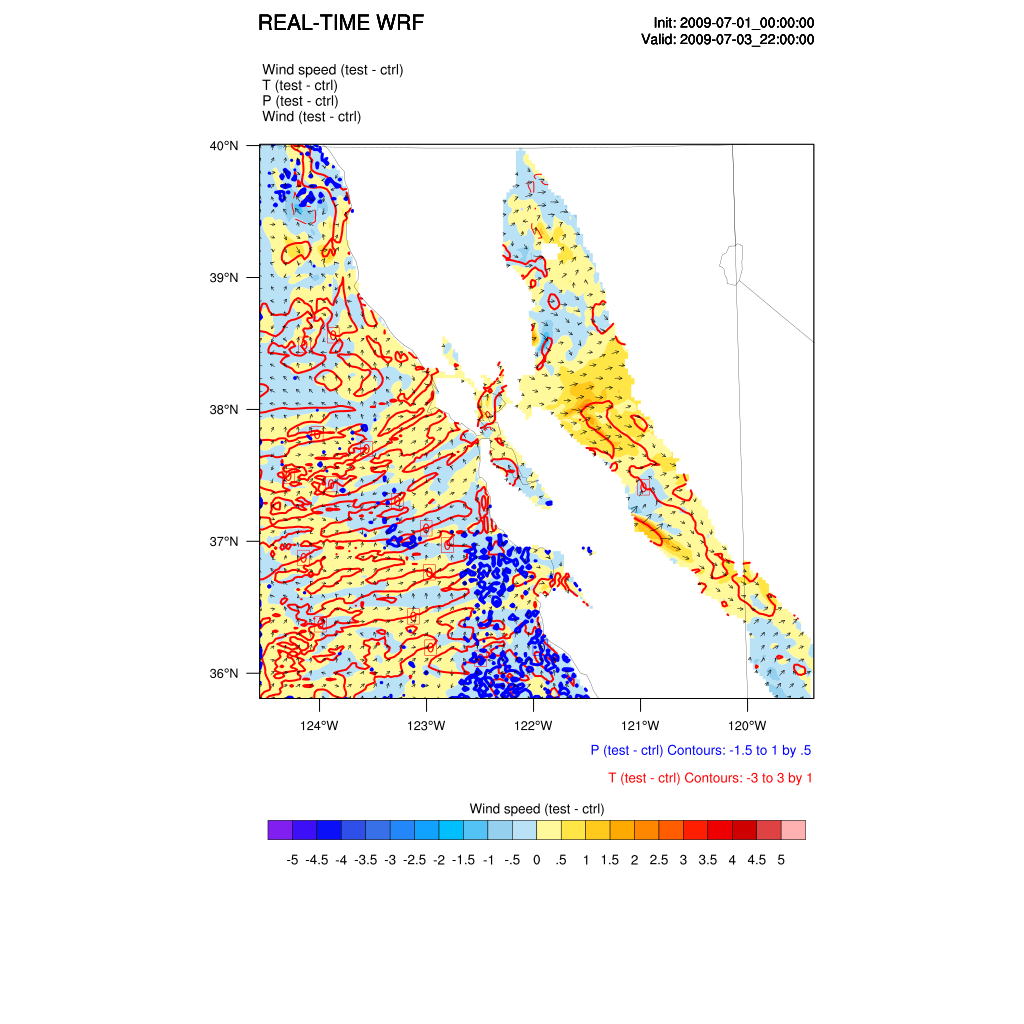 REAL-TIME WRF
Init: 2009-07-01_00:00:00
Valid: 2009-07-03_22:00:00
Wind speed (test - ctrl)
T (test - ctrl)
P (test - ctrl)
Wind (test - ctrl)
40°N
39°N
38°N
37°N
36°N
124°W 123°W 122°W 121°W 120°W
P (test - ctrl) Contours: -1.5 to 1 by .5
T (test - ctrl) Contours: -3 to 3 by 1
Wind speed (test - ctrl)
-5 -4.5 -4 -3.5 -3 -2.5 -2 -1.5 -1 -.5 0 .5 1 1.5 2 2.5 3 3.5 4 4.5 5